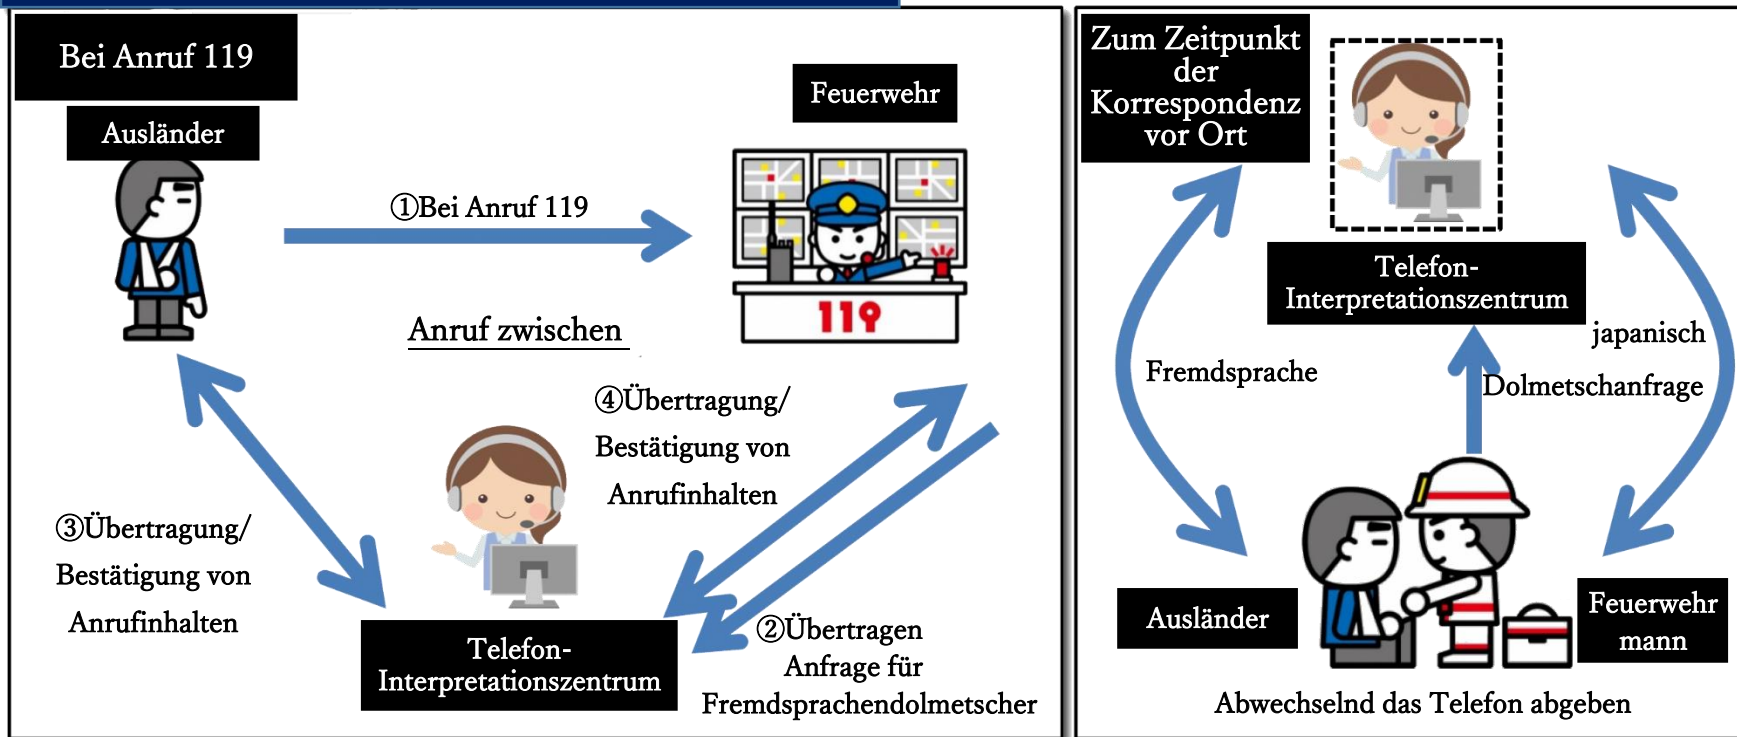 Bei Anruf 119
Ausländer
Feuerwehr
①Bei Anruf 119
119
Anruf zwischen
④Übertragung/
Bestätigung von
Anrufinhalten
③Übertragung/
Bestätigung von
Anrufinhalten
②Übertragen
Anfrage für
Fremdsprachendolmetscher
Telefon-
Interpretationszentrum
Zum Zeitpunkt
der
Korrespondenz
vor Ort
Telefon-
Interpretationszentrum
japanisch
Fremdsprache
Dolmetschanfrage
Ausländer
Feuerwehr
mann
Abwechselnd das Telefon abgeben